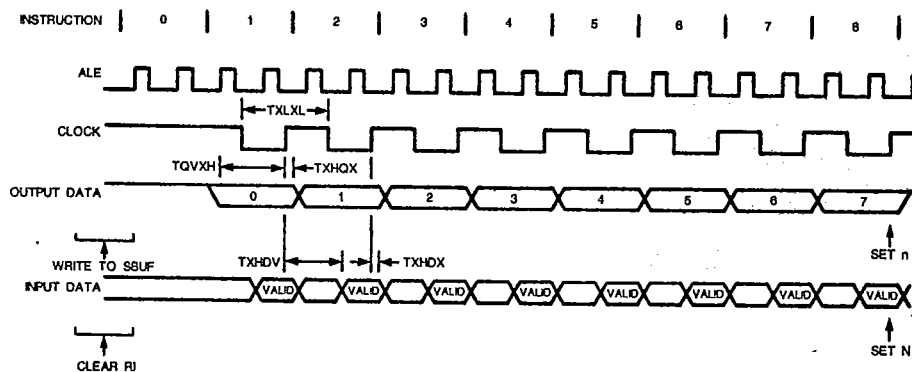 INSTRUCTION | 0 | 1 | 2 | 3 | 4 | 5 | 6 | 7 | 8 |
ALE
TXLXL
CLOCK
TQVXH TXHQX
OUTPUT DATA 0 1 2 3 4 5 6 7
WRITE TO SBUF TXHDV TXHDX SET n
INPUT DATA VALID VALID VALID VALID VALID VALID VALID VALID
CLEAR RI SET N